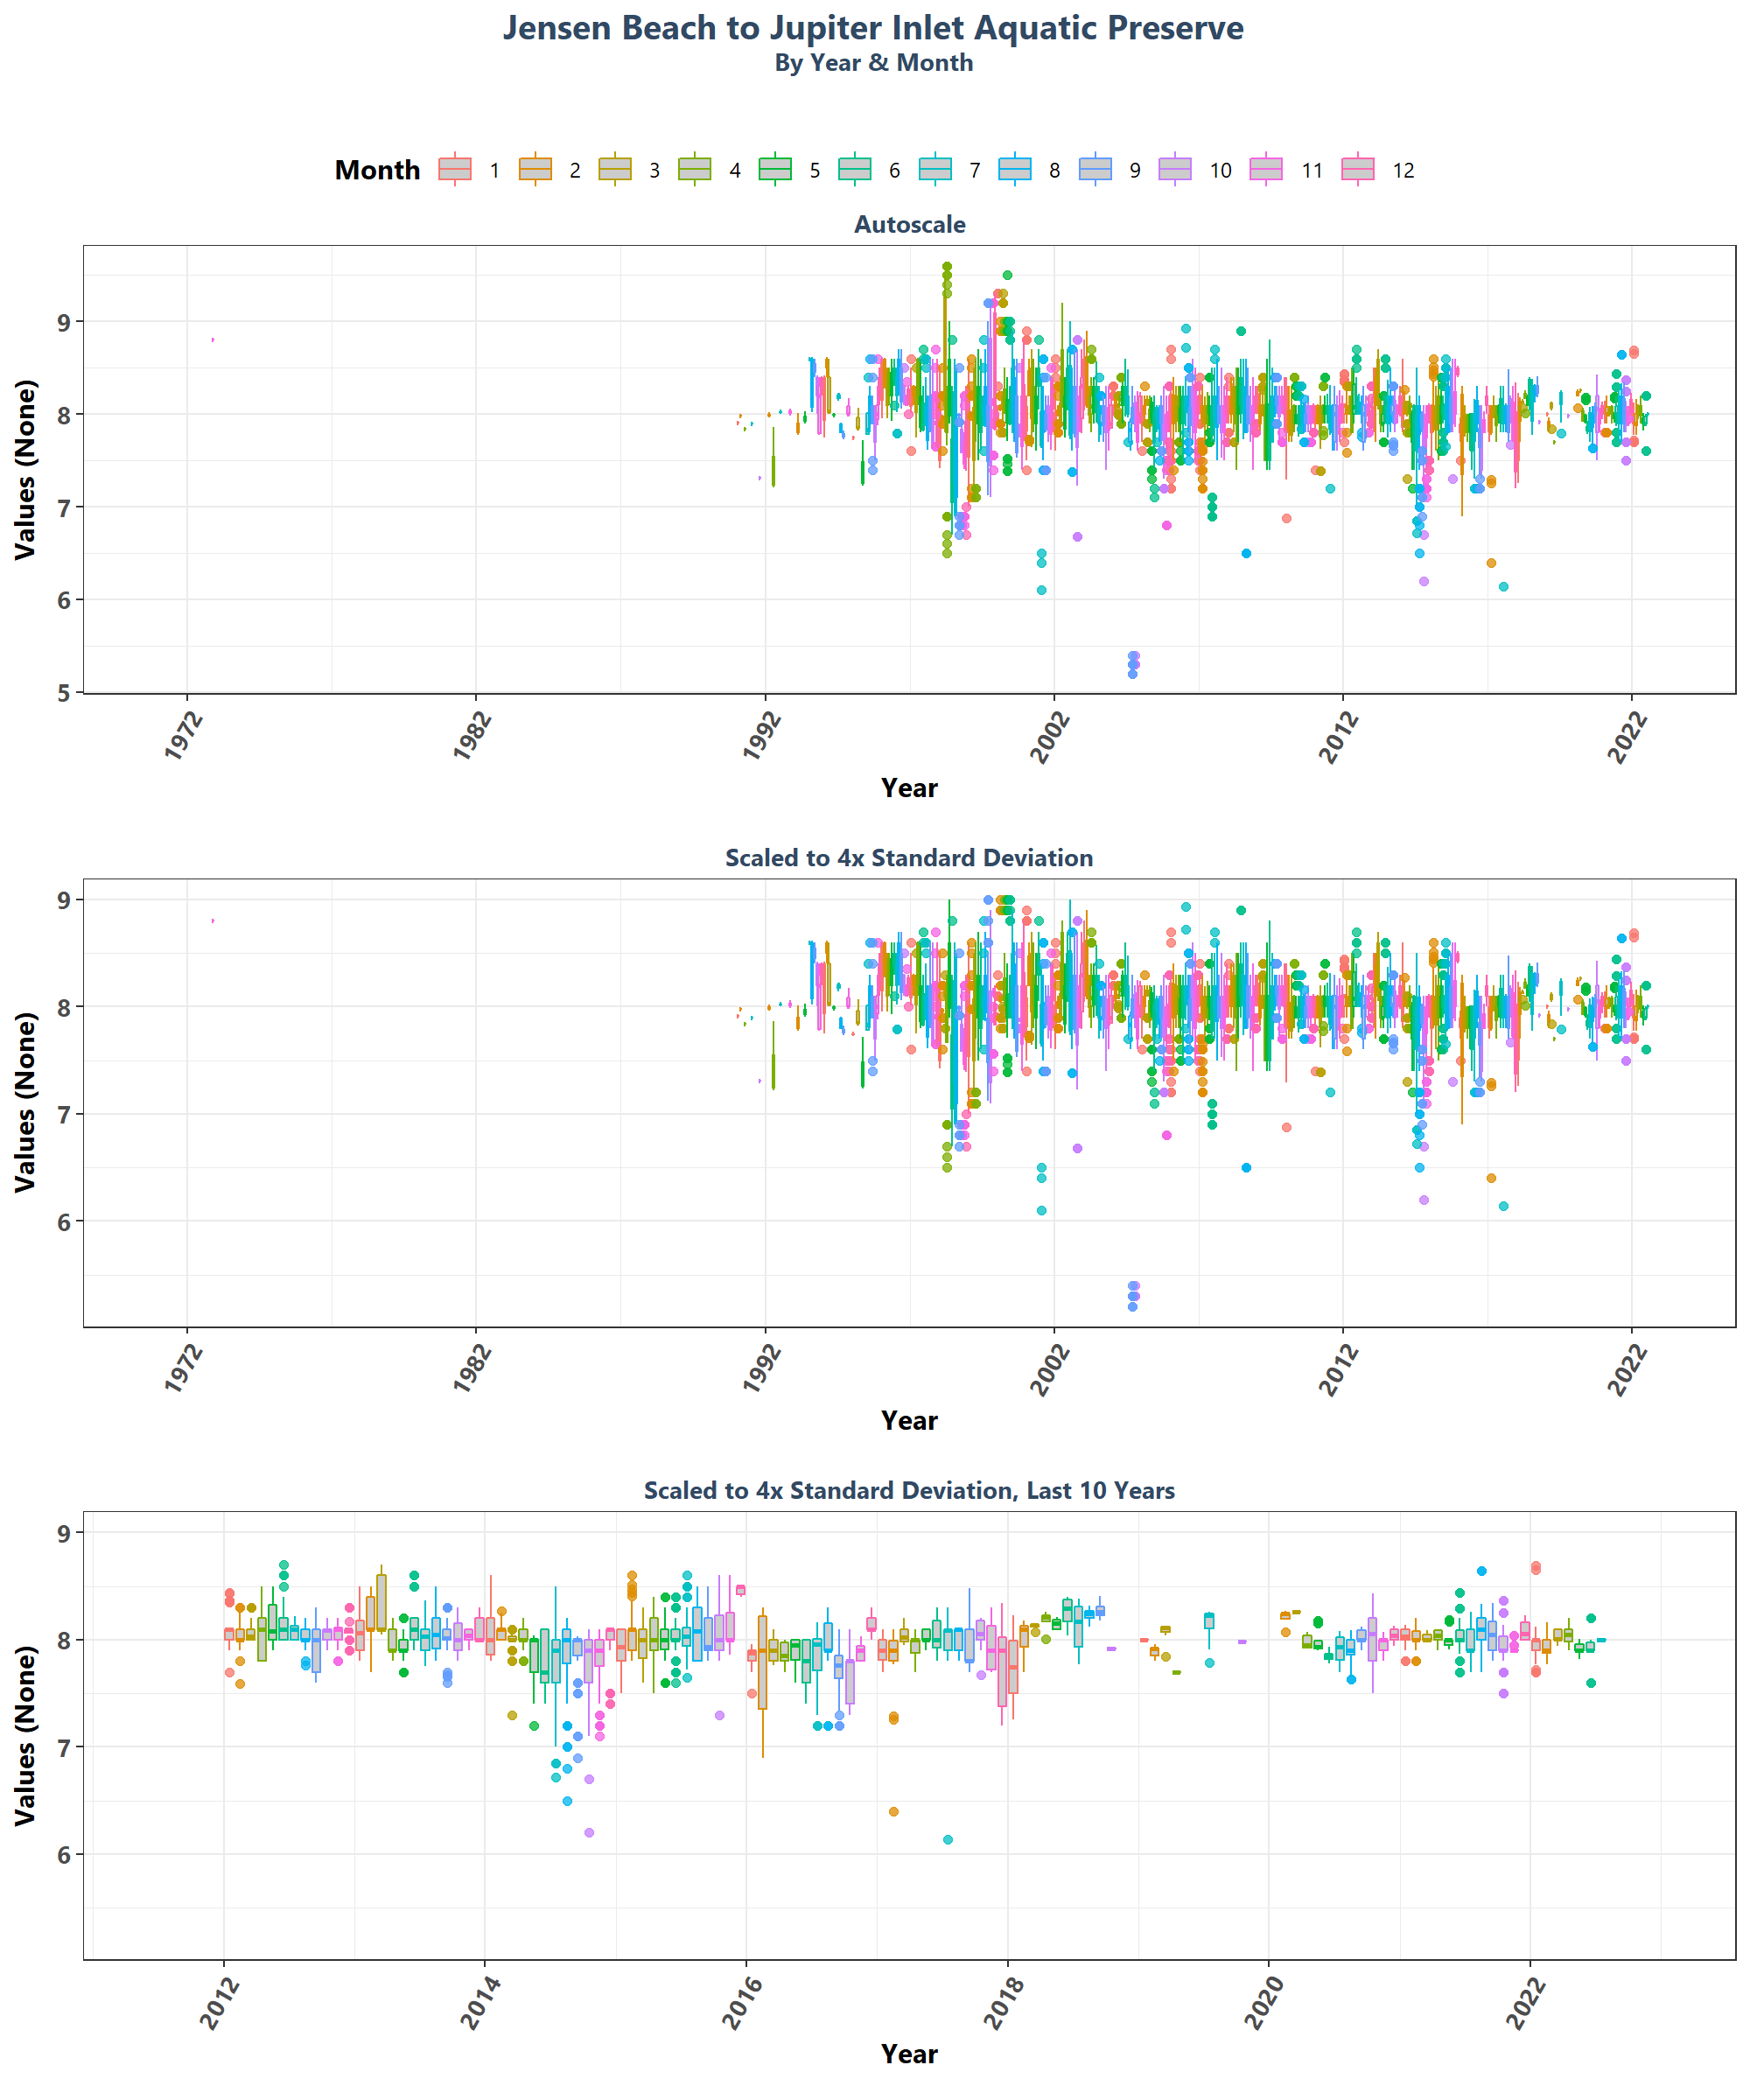 Jensen Beach to Jupiter Inlet Aquatic Preserve
By Year & Month
Month 1 2 3 4 5 6 7 8 9 10 11 12
Autoscale
Values (None)
9
8
7
6
5
1972 1982 1992 2002 2012 2022
Year
Scaled to 4x Standard Deviation
Values (None)
9
8
7
6
1972 1982 1992 2002 2012 2022
Year
Scaled to 4x Standard Deviation, Last 10 Years
Values (None)
9
8
7
6
2012 2014 2016 2018 2020 2022
Year